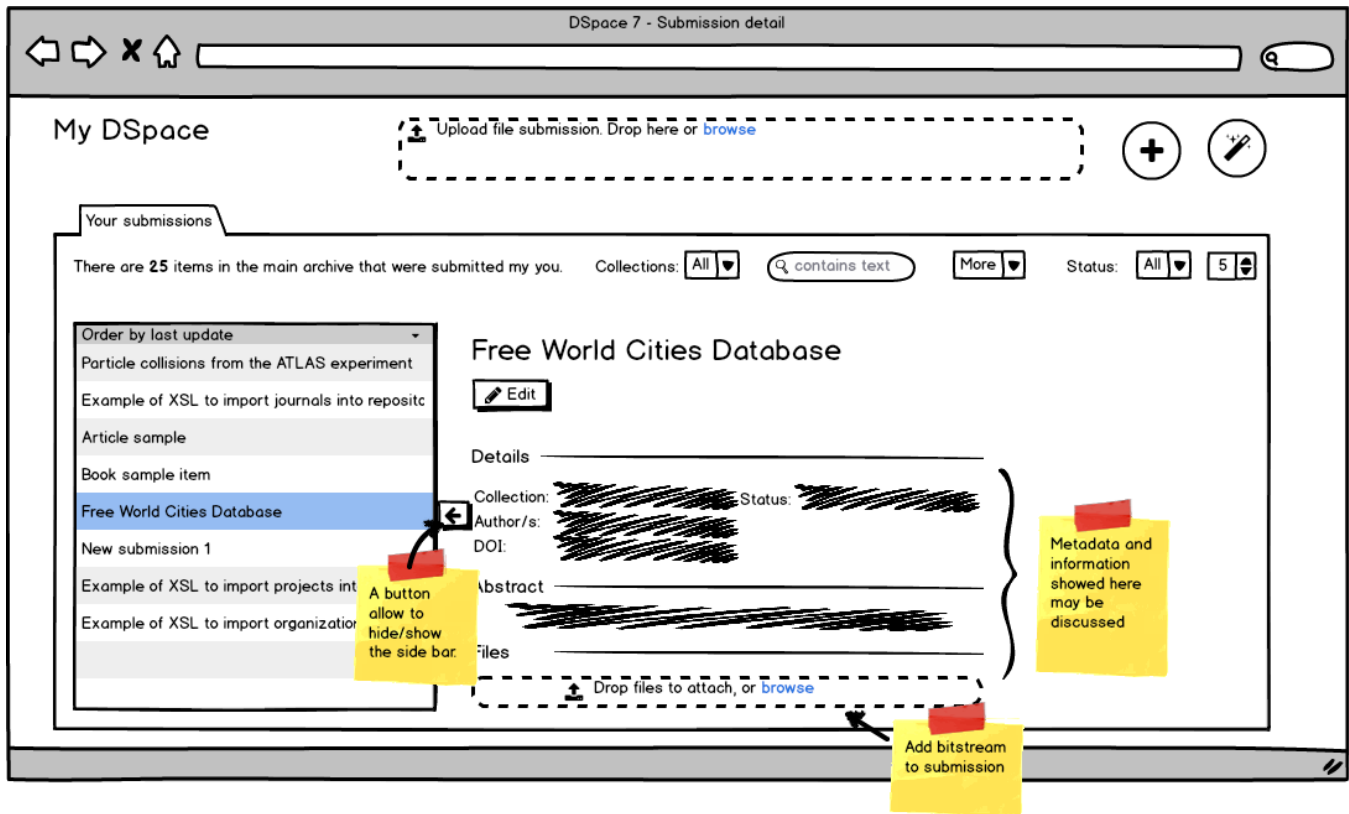 DSpace 7 - Submission detail
My DSpace
Upload file submission. Drop here or browse
Your submissions
There are 25 items in the main archive that were submitted my you.
Collections: All
contains text
More
Status: All
5
Order by last update
Particle collisions from the ATLAS experiment
Example of XSL to import journals into reposito
Article sample
Book sample item
Free World Cities Database
New submission 1
Example of XSL to import projects int
Example of XSL to import organization
Free World Cities Database
Edit
Details
Collection:
Status:
Author/s:
DOI:
Abstract
Files
Drop files to attach, or browse
A button
allow to
hide/show
the side bar.
Metadata and
information
showed here
may be
discussed
Add bitstream
to submission